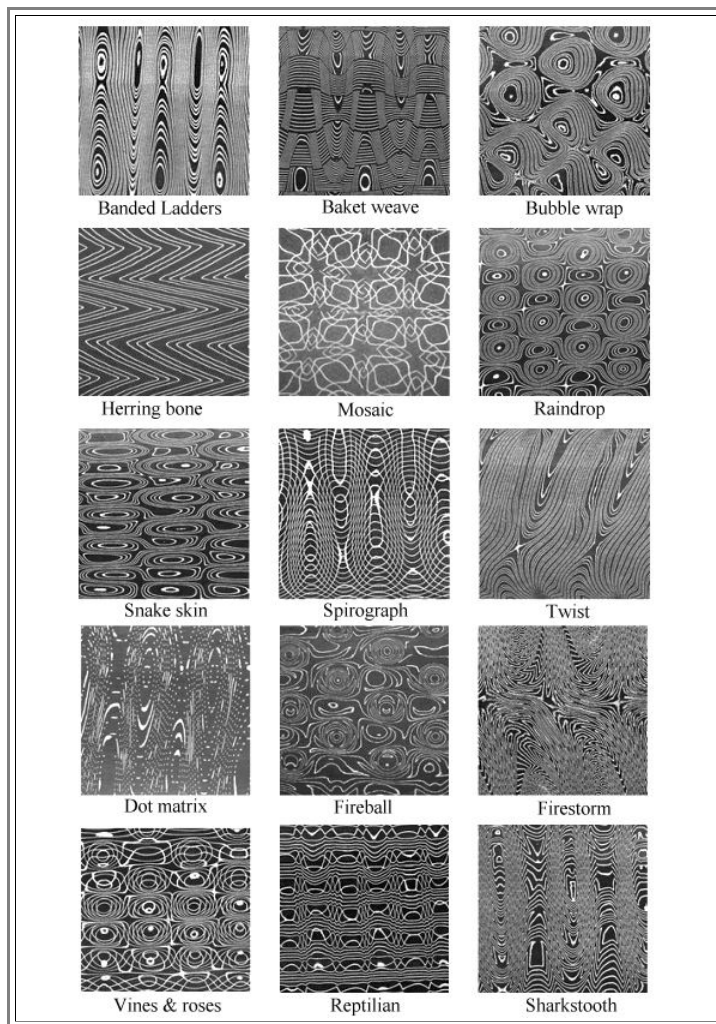 Banded Ladders
Baket weave
Bubble wrap
Herring bone
Mosaic
Raindrop
Snake skin
Spirograph
Twist
Dot matrix
Fireball
Firestorm
Vines & roses
Reptilian
Sharkstooth